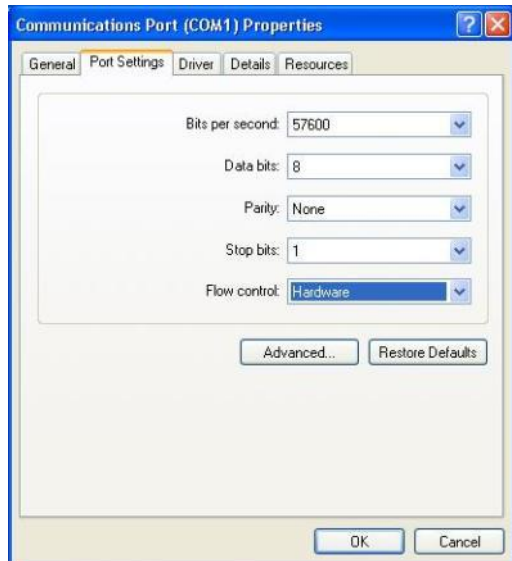 Communications Port (COM1) Properties
General Port Settings Driver Details Resources
Bits per second: 57600
Data bits: 8
Parity: None
Stop bits: 1
Flow control: Hardware
Advanced... Restore Defaults
OK Cancel